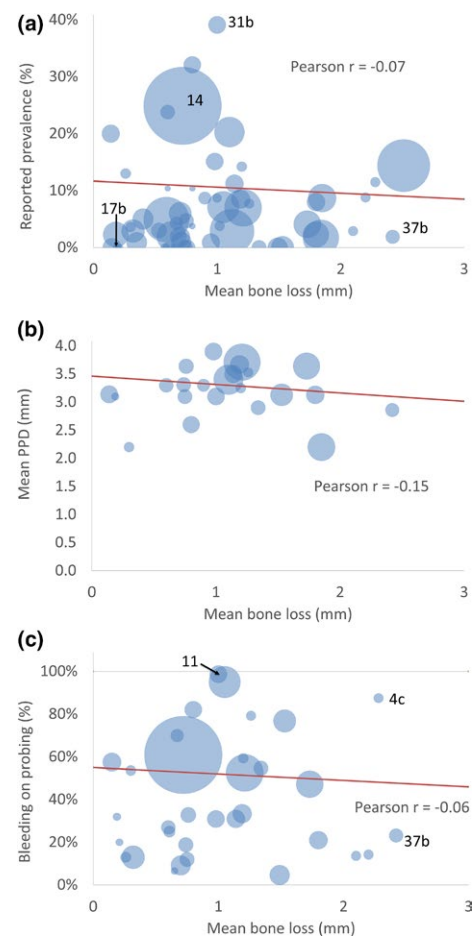 (a)
Reported prevalence (%)
40%
30%
20%
10%
0%
31b
14
Pearson r = -0.07
17b
37b
0
1
2
3
Mean bone loss (mm)
(b)
Mean PPD (mm)
4.0
3.5
3.0
2.5
2.0
1.5
1.0
0.5
0.0
Pearson r = -0.15
0
1
2
3
Mean bone loss (mm)
(c)
Bleeding on probing (%)
100%
80%
60%
40%
20%
0%
11
4c
Pearson r = -0.06
37b
0
1
2
3
Mean bone loss (mm)